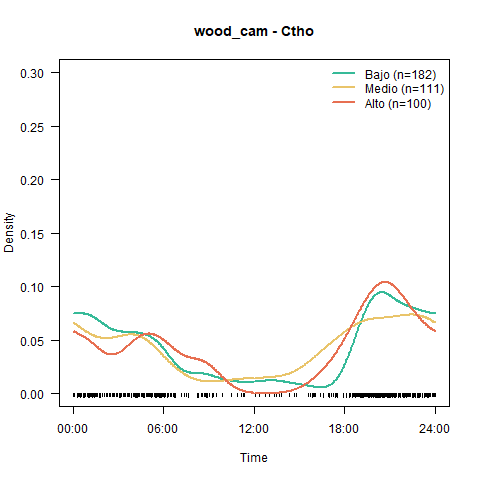 wood_cam - Ctho
Bajo (n=182)
Medio (n=111)
Alto (n=100)
Density
0.30
0.25
0.20
0.15
0.10
0.05
0.00
00:00 06:00 12:00 18:00 24:00
Time